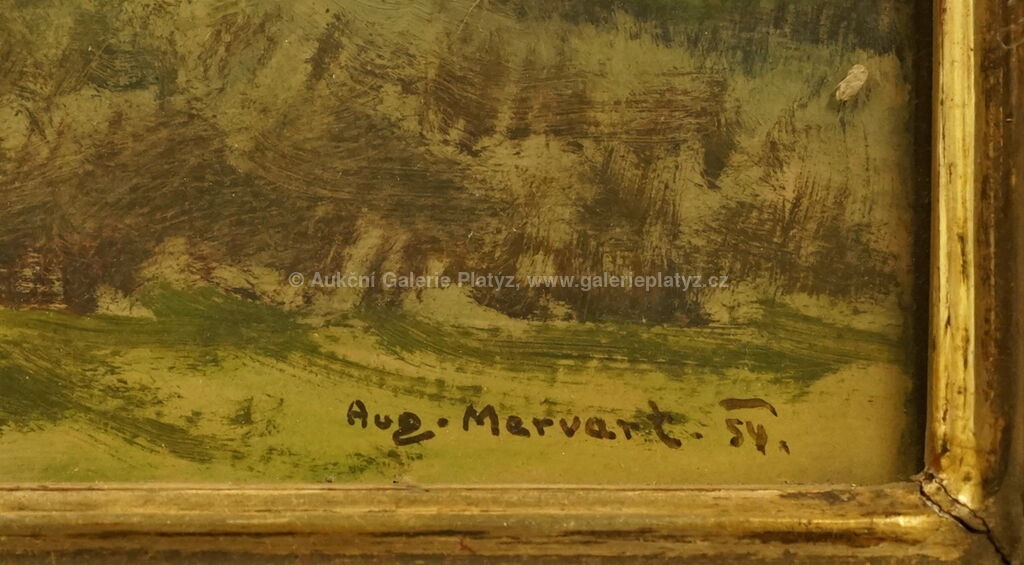 © Aukční Galerie Platýz, www.galerieplatyz.cz
Aug. Mervart. 54.